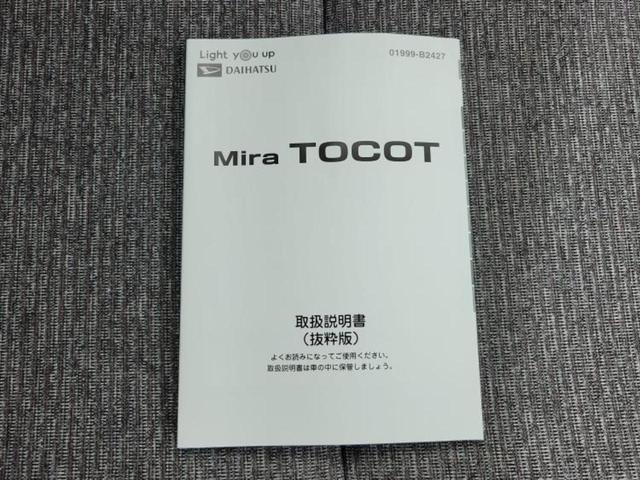 Light you up
01999-B2427
DAIHATSU
Mira TOCOT
取扱説明書
（抜粋版）
よくお読みになってご使用ください。
取扱説明書は車の中に保管しましょう。